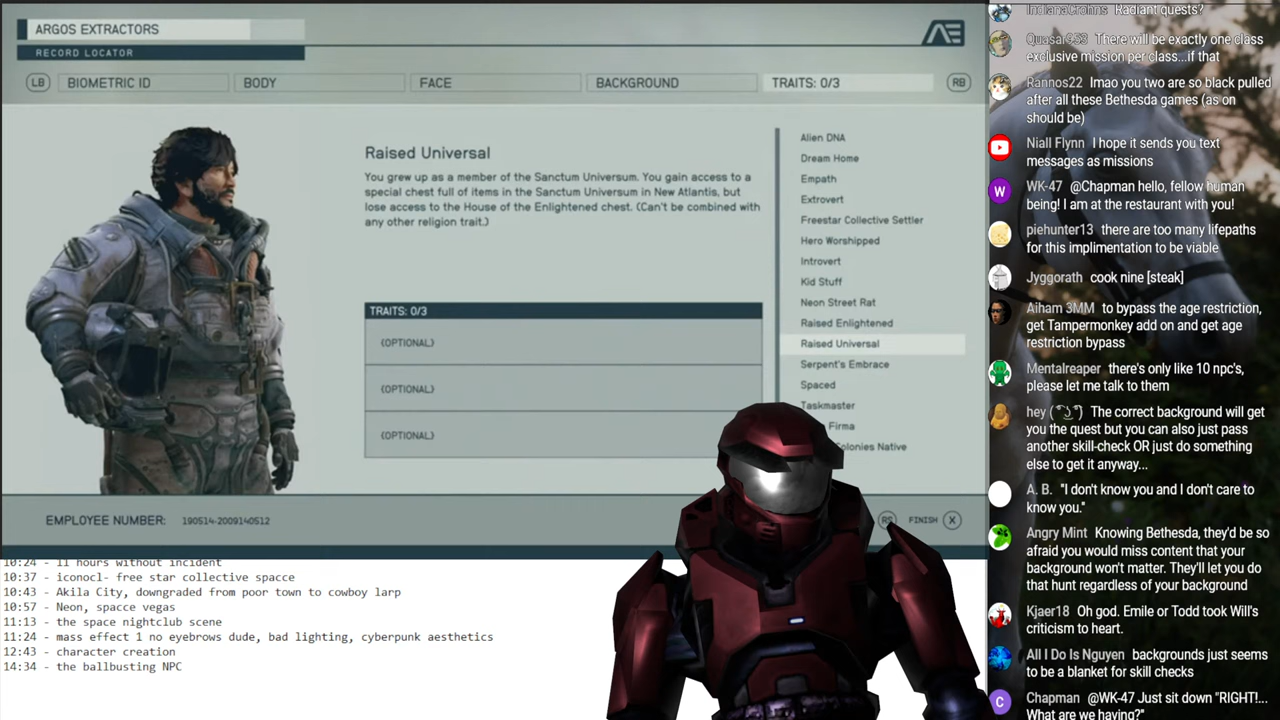 ARGOS EXTRACTORS
AE
RECORD LOCATOR
LB
BIOMETRIC ID
BODY
FACE
BACKGROUND
TRAITS: 0/3
RB
Raised Universal
You grew up as a member of the Sanctum Universum. You gain access to a
special chest full of items in the Sanctum Universum in New Atlantis, but
lose access to the House of the Enlightened chest. (Can't be combined with
any other religion trait.)
TRAITS: 0/3
(OPTIONAL)
(OPTIONAL)
(OPTIONAL)
Alien DNA
Dream Home
Empath
Extrovert
Freestar Collective Settler
Hero Worshipped
Introvert
Kid Stuff
Neon Street Rat
Raised Enlightened
Raised Universal
Serpent's Embrace
Spaced
Taskmaster
Firma
Colonies Native
EMPLOYEE NUMBER: 190514-2009140512
RS
FINISH X
10:24 - 11 hours without incident
10:37 - iconocl- free star collective spacce
10:43 - Akila City, downgraded from poor town to cowboy larp
10:57 - Neon, spacce vegas
11:13 - the space nightclub scene
11:24 - mass effect 1 no eyebrows dude, bad lighting, cyberpunk aesthetics
12:43 - character creation
14:34 - the ballbusting NPC
IndianaCrohns Radiant quests?
Quasar953 There will be exactly one class
exclusive mission per class...if that
Rannos22 lmao you two are so black pulled
after all these Bethesda games (as on
should be)
Niall Flynn I hope it sends you text
messages as missions
W
WK-47 @Chapman hello, fellow human
being! I am at the restaurant with you!
piehunter13 there are too many lifepaths
for this implimentation to be viable
Jyggorath cook nine [steak]
Aiham 3MM to bypass the age restriction,
get Tampermonkey add on and get age
restriction bypass
Mentalreaper there's only like 10 npc's,
please let me talk to them
hey ( ͡° ͜ʖ ͡°) The correct background will get
you the quest but you can also just pass
another skill-check OR just do something
else to get it anyway...
A. B. "I don't know you and I don't care to
know you."
Angry Mint Knowing Bethesda, they'd be so
afraid you would miss content that your
background won't matter. They'll let you do
that hunt regardless of your background
Kjaer18 Oh god. Emile or Todd took Will's
criticism to heart.
All I Do Is Nguyen backgrounds just seems
to be a blanket for skill checks
C
Chapman @WK-47 Just sit down "RIGHT!...
What are we having?"